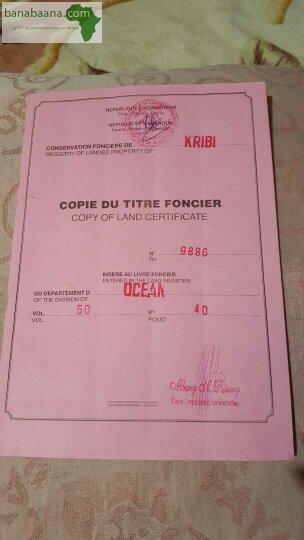 banabaana.com
REPUBLIQUE DU CAMEROUN
REPUBLIC OF CAMEROON
CONSERVATION FONCIERE DE KRIBI
REGISTRY OF LANDED PROPERTY OF
COPIE DU TITRE FONCIER
COPY OF LAND CERTIFICATE
N° 9886
No.
INSERE AU LIVRE FONCIER
ENTERED IN THE LAND REGISTER
DU DEPARTEMENT D OCEAN
OF THE DIVISION OF
VOL. 50 F° 40
VOL. FOLIO